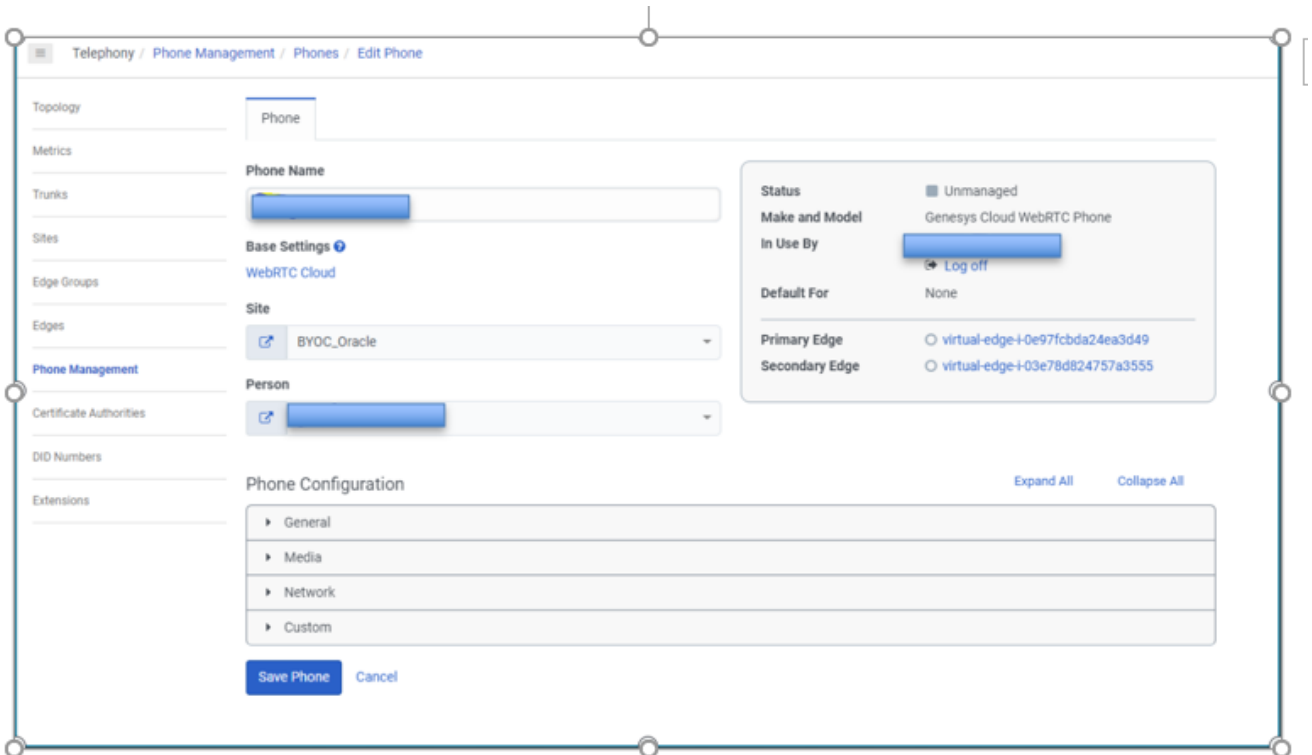 Telephony / Phone Management / Phones / Edit Phone
Topology
Metrics
Trunks
Sites
Edge Groups
Edges
Phone Management
Certificate Authorities
DID Numbers
Extensions
Phone
Phone Name
Base Settings
WebRTC Cloud
Site
BYOC_Oracle
Person
Status Unmanaged
Make and Model Genesys Cloud WebRTC Phone
In Use By
Log off
Default For None
Primary Edge virtual-edge-i-0e97fcbda24ea3d49
Secondary Edge virtual-edge-i-03e78d824757a3555
Phone Configuration Expand All Collapse All
General
Media
Network
Custom
Save Phone Cancel